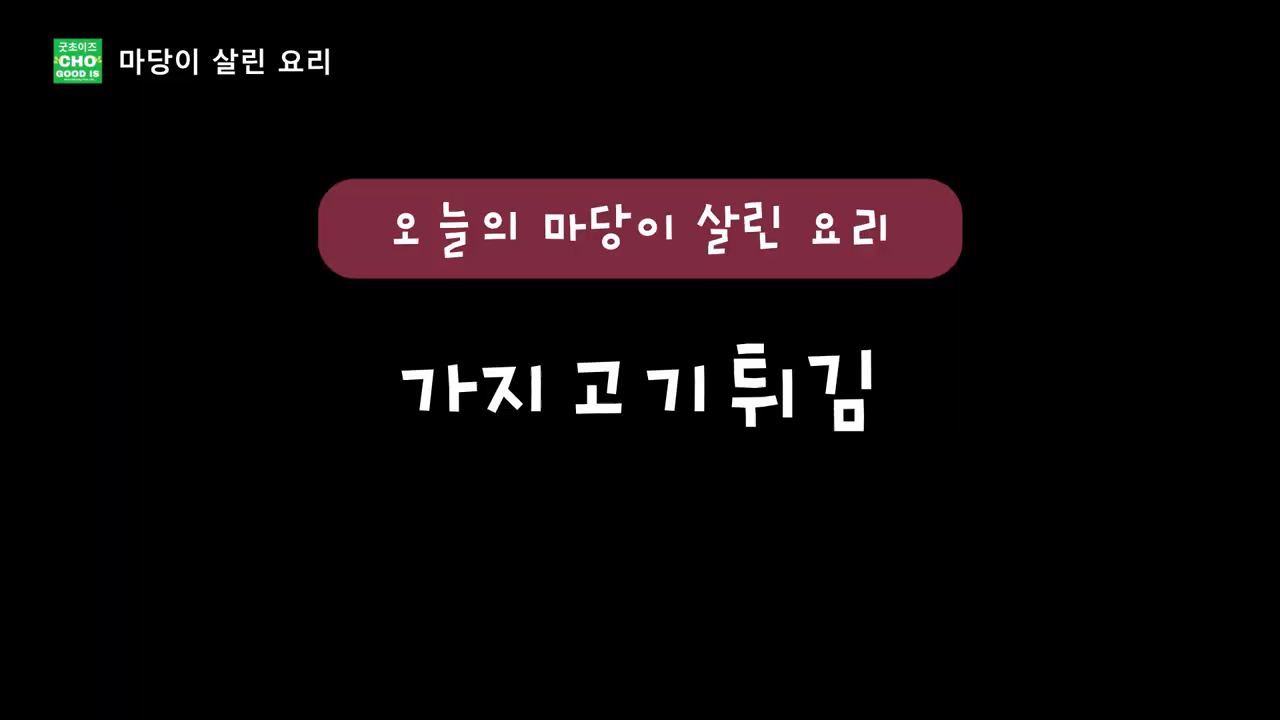 굿초이즈
CHO
GOOD IS
마당이 살린 요리
오늘의 마당이 살린 요리
가지고기튀김